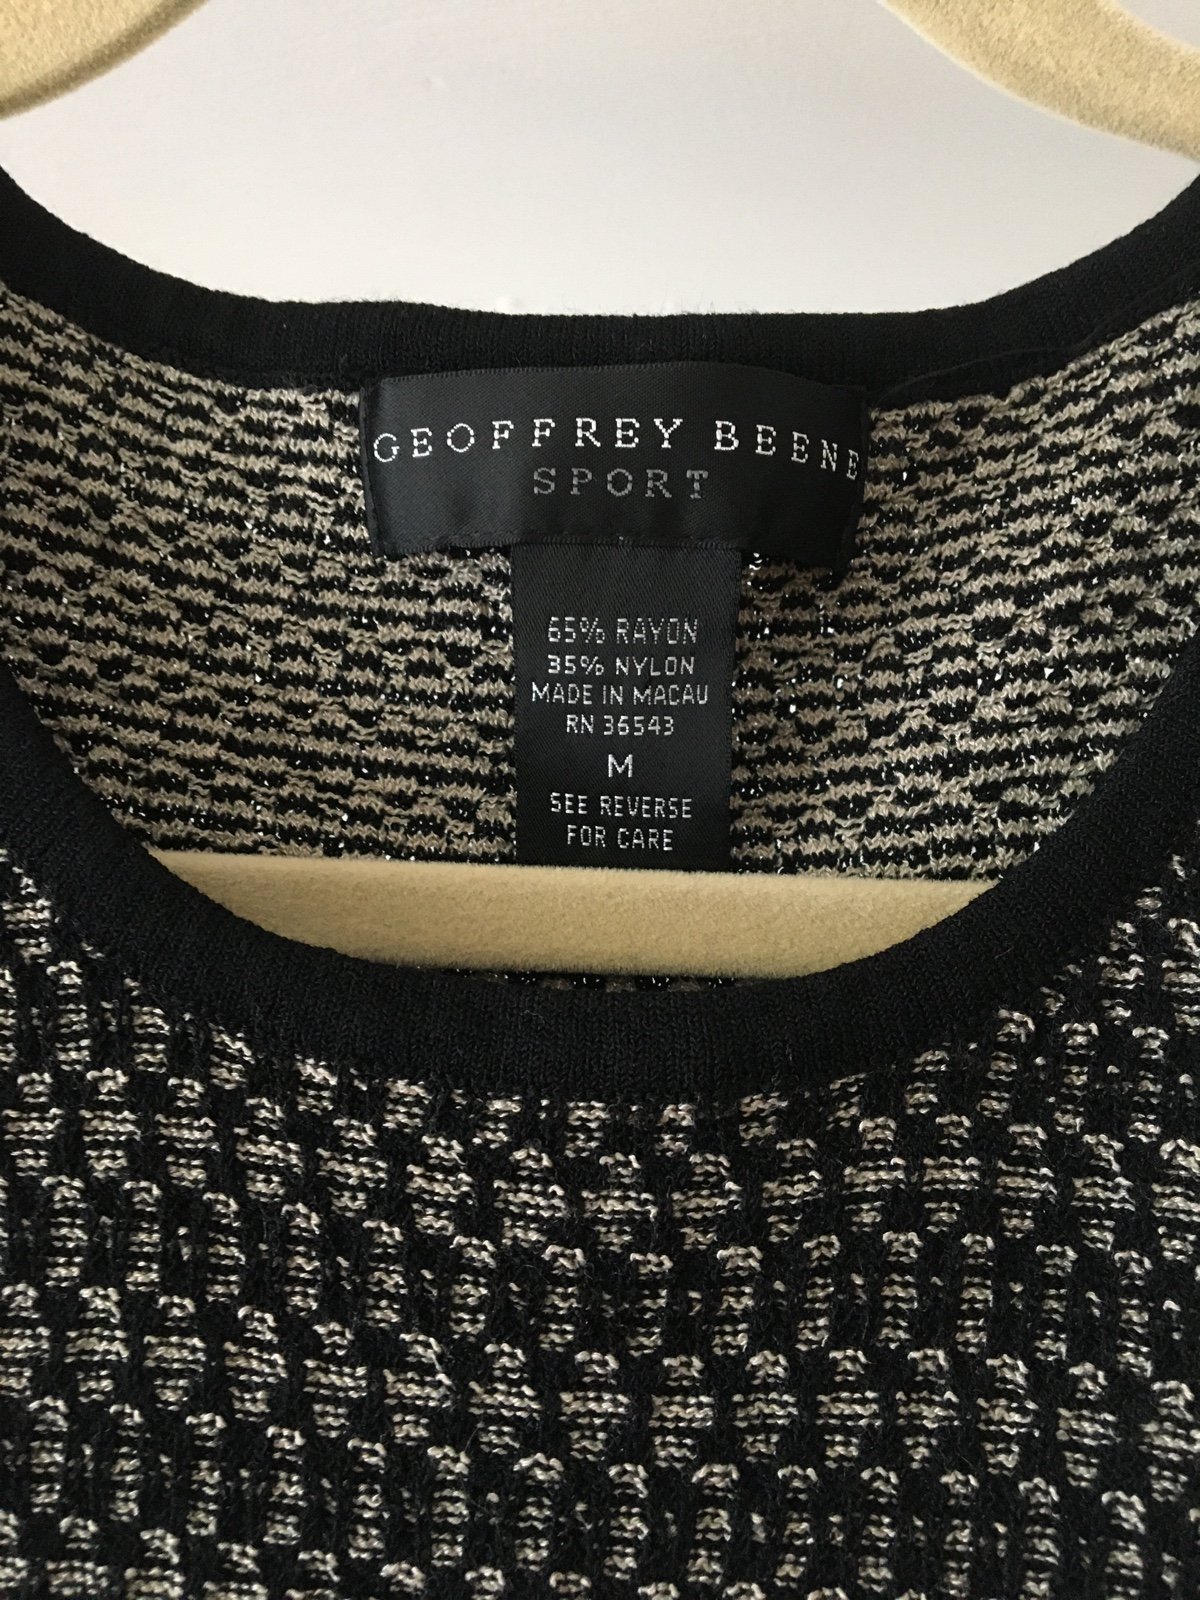 GEOFFREY BEENE
SPORT
65% RAYON
35% NYLON
MADE IN MACAU
RN 36543
M
SEE REVERSE
FOR CARE